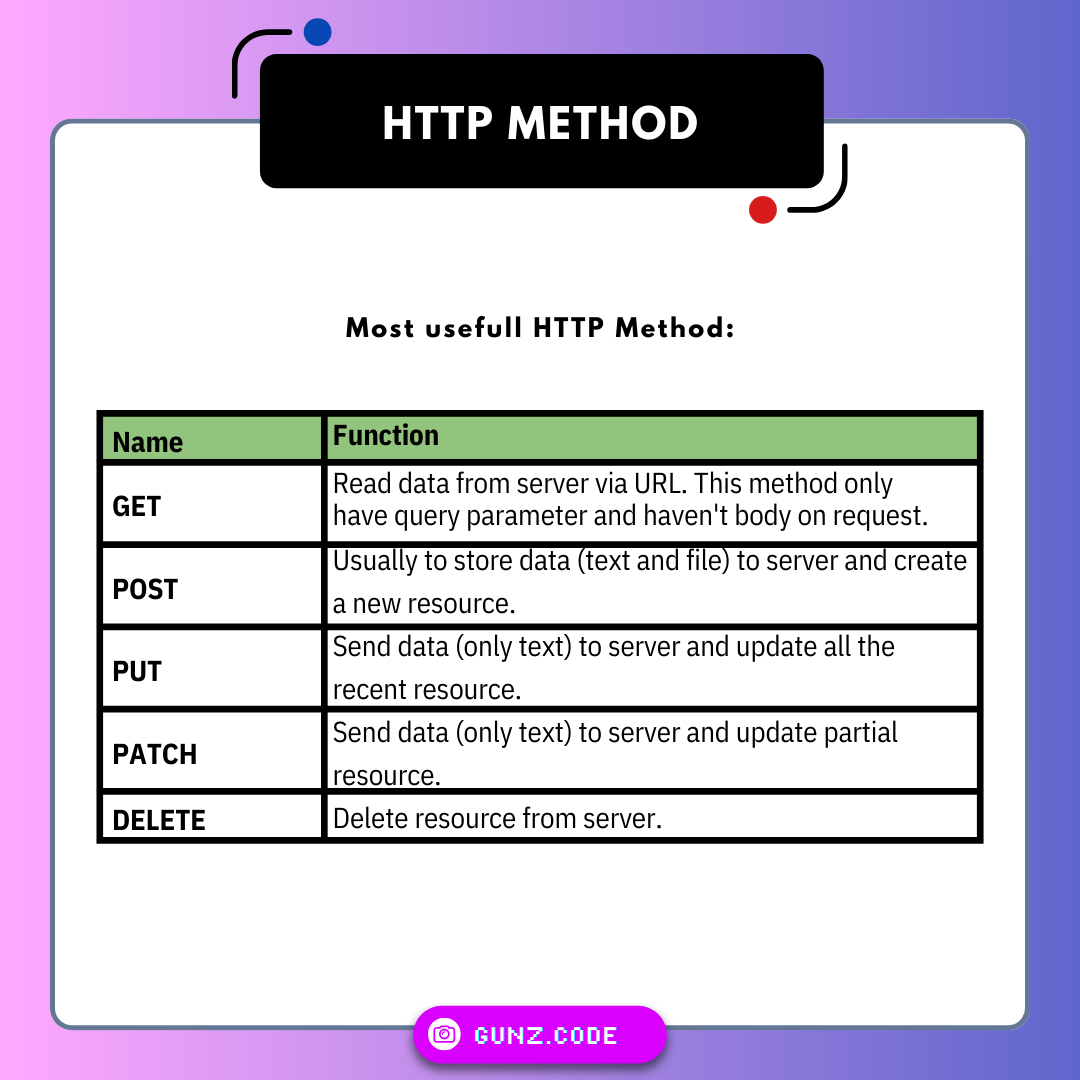 HTTP METHOD
Most usefull HTTP Method:
Name
Function
GET
Read data from server via URL. This method only
have query parameter and haven't body on request.
POST
Usually to store data (text and file) to server and create
a new resource.
PUT
Send data (only text) to server and update all the
recent resource.
PATCH
Send data (only text) to server and update partial
resource.
DELETE
Delete resource from server.
GUNZ.CODE